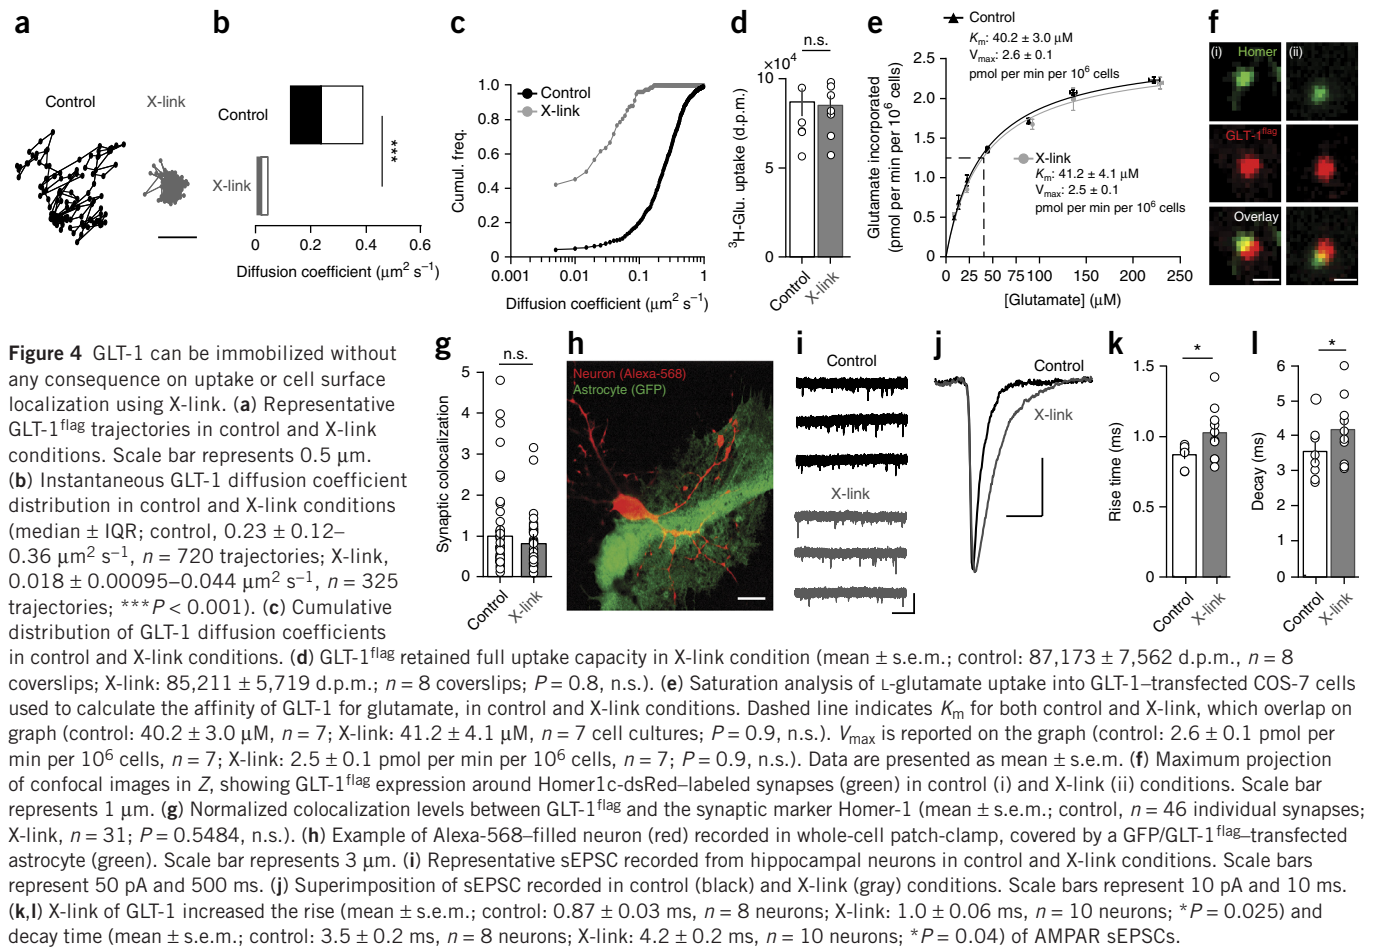 a
Control
X-link
b
Control
X-link
***
0
0.2
0.4
0.6
Diffusion coefficient (μm² s⁻¹)
c
Cumul. freq.
1.0
0.8
0.6
0.4
0.2
0
Control
X-link
0.001
0.01
0.1
1
Diffusion coefficient (μm² s⁻¹)
d
n.s.
×10⁴
10
5
0
³H-Glu. uptake (d.p.m.)
Control
X-link
e
Control
Km: 40.2 ± 3.0 μM
Vmax: 2.6 ± 0.1
pmol per min per 10⁶ cells
Glutamate incorporated
(pmol per min per 10⁶ cells)
2.5
2.0
1.5
1.0
0.5
0
X-link
Km: 41.2 ± 4.1 μM
Vmax: 2.5 ± 0.1
pmol per min per 10⁶ cells
0
25
50
75
90
150
200
250
[Glutamate] (μM)
f
(i)
Homer
(ii)
GLT-1flag
Overlay
Figure 4 GLT-1 can be immobilized without
any consequence on uptake or cell surface
localization using X-link. (a) Representative
GLT-1flag trajectories in control and X-link
conditions. Scale bar represents 0.5 μm.
(b) Instantaneous GLT-1 diffusion coefficient
distribution in control and X-link conditions
(median ± IQR; control, 0.23 ± 0.12–
0.36 μm² s⁻¹, n = 720 trajectories; X-link,
0.018 ± 0.00095–0.044 μm² s⁻¹, n = 325
trajectories; ***P < 0.001). (c) Cumulative
distribution of GLT-1 diffusion coefficients
g
n.s.
Synaptic colocalization
5
4
3
2
1
0
Control
X-link
h
Neuron (Alexa-568)
Astrocyte (GFP)
i
Control
X-link
j
Control
X-link
k
*
Rise time (ms)
1.5
1.0
0.5
0
Control
X-link
l
*
Decay (ms)
6
5
4
3
2
1
0
Control
X-link
in control and X-link conditions. (d) GLT-1flag retained full uptake capacity in X-link condition (mean ± s.e.m.; control: 87,173 ± 7,562 d.p.m., n = 8
coverslips; X-link: 85,211 ± 5,719 d.p.m.; n = 8 coverslips; P = 0.8, n.s.). (e) Saturation analysis of L-glutamate uptake into GLT-1–transfected COS-7 cells
used to calculate the affinity of GLT-1 for glutamate, in control and X-link conditions. Dashed line indicates Km for both control and X-link, which overlap on
graph (control: 40.2 ± 3.0 μM, n = 7; X-link: 41.2 ± 4.1 μM, n = 7 cell cultures; P = 0.9, n.s.). Vmax is reported on the graph (control: 2.6 ± 0.1 pmol per
min per 10⁶ cells, n = 7; X-link: 2.5 ± 0.1 pmol per min per 10⁶ cells, n = 7; P = 0.9, n.s.). Data are presented as mean ± s.e.m. (f) Maximum projection
of confocal images in Z, showing GLT-1flag expression around Homer1c-dsRed–labeled synapses (green) in control (i) and X-link (ii) conditions. Scale bar
represents 1 μm. (g) Normalized colocalization levels between GLT-1flag and the synaptic marker Homer-1 (mean ± s.e.m.; control, n = 46 individual synapses;
X-link, n = 31; P = 0.5484, n.s.). (h) Example of Alexa-568–filled neuron (red) recorded in whole-cell patch-clamp, covered by a GFP/GLT-1flag–transfected
astrocyte (green). Scale bar represents 3 μm. (i) Representative sEPSC recorded from hippocampal neurons in control and X-link conditions. Scale bars
represent 50 pA and 500 ms. (j) Superimposition of sEPSC recorded in control (black) and X-link (gray) conditions. Scale bars represent 10 pA and 10 ms.
(k,l) X-link of GLT-1 increased the rise (mean ± s.e.m.; control: 0.87 ± 0.03 ms, n = 8 neurons; X-link: 1.0 ± 0.06 ms, n = 10 neurons; *P = 0.025) and
decay time (mean ± s.e.m.; control: 3.5 ± 0.2 ms, n = 8 neurons; X-link: 4.2 ± 0.2 ms, n = 10 neurons; *P = 0.04) of AMPAR sEPSCs.